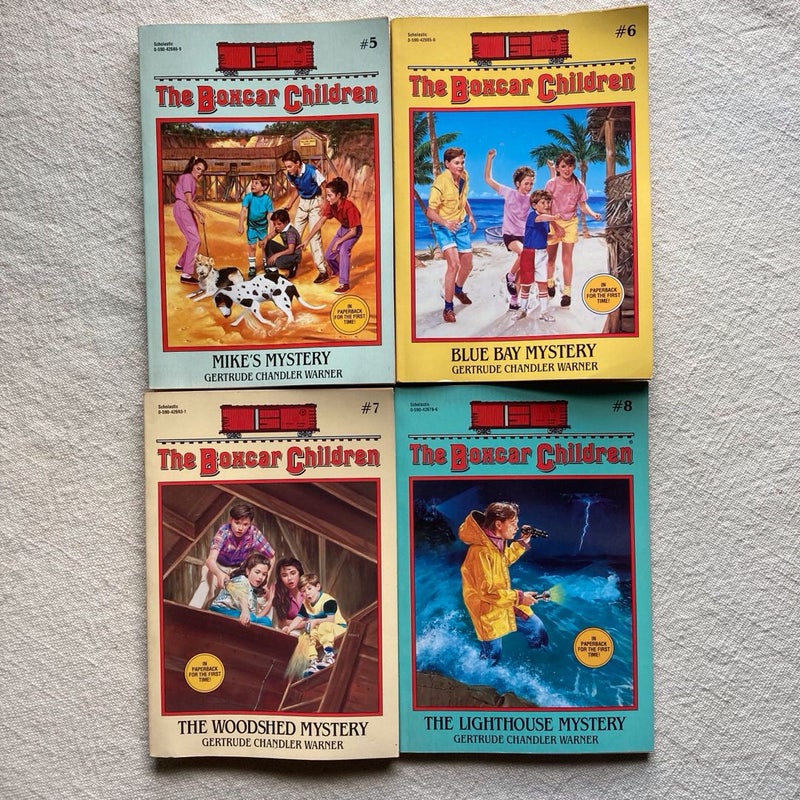 Scholastic
#5
The Boxcar Children
IN
PAPERBACK
FOR THE FIRST
TIME!
MIKE'S MYSTERY
GERTRUDE CHANDLER WARNER
Scholastic
#6
The Boxcar Children
IN
PAPERBACK
FOR THE FIRST
TIME!
BLUE BAY MYSTERY
GERTRUDE CHANDLER WARNER
Scholastic
#7
The Boxcar Children
IN
PAPERBACK
FOR THE FIRST
TIME!
THE WOODSHED MYSTERY
GERTRUDE CHANDLER WARNER
Scholastic
#8
The Boxcar Children
IN
PAPERBACK
FOR THE FIRST
TIME!
THE LIGHTHOUSE MYSTERY
GERTRUDE CHANDLER WARNER